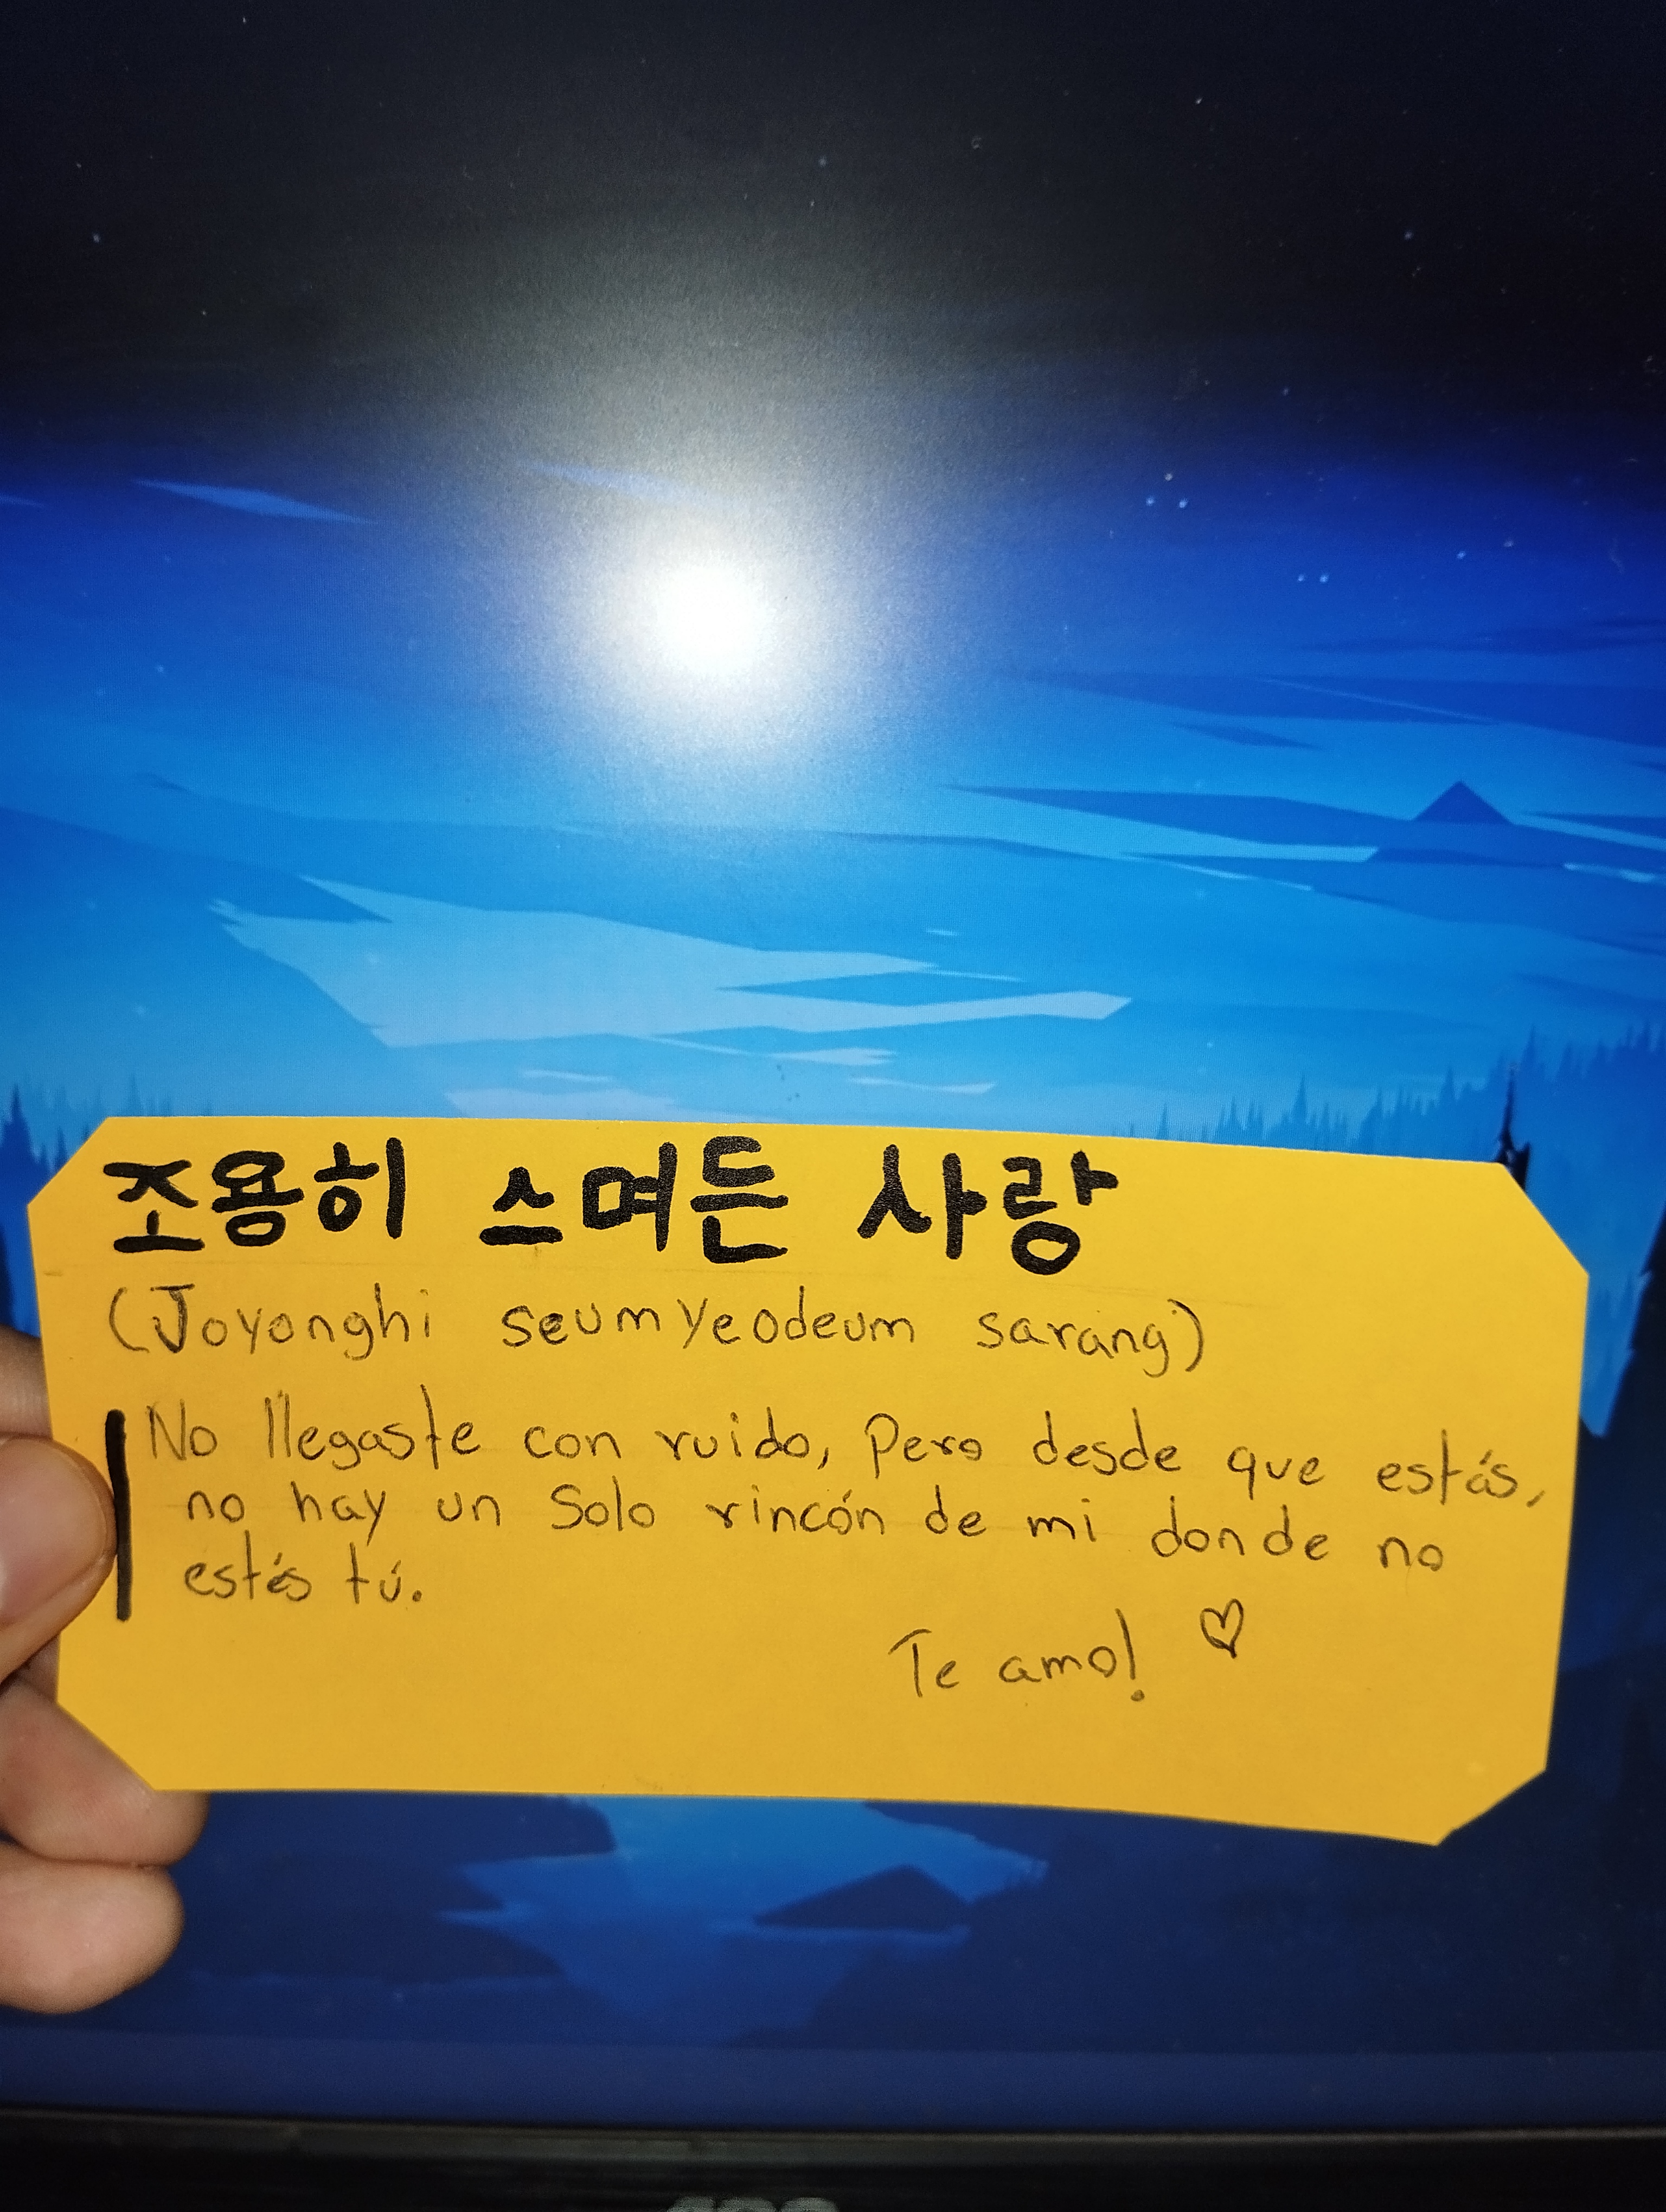 조용히 스며든 사랑
(Joyonghi seumyeodeum sarang)
No llegaste con ruido, Pero desde que estás,
no hay un Solo rincón de mi donde no
estés tú.
Te amo! ♡